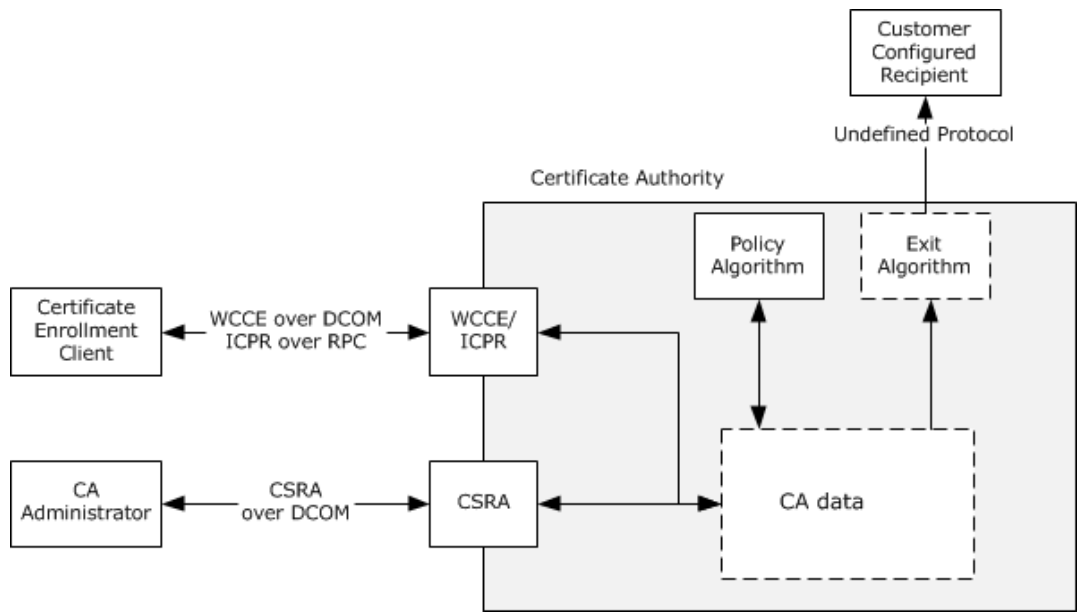 Customer
Configured
Recipient
Undefined Protocol
Certificate Authority
Policy
Algorithm
Exit
Algorithm
Certificate
Enrollment
Client
WCCE over DCOM
ICPR over RPC
WCCE/
ICPR
CA
Administrator
CSRA
over DCOM
CSRA
CA data